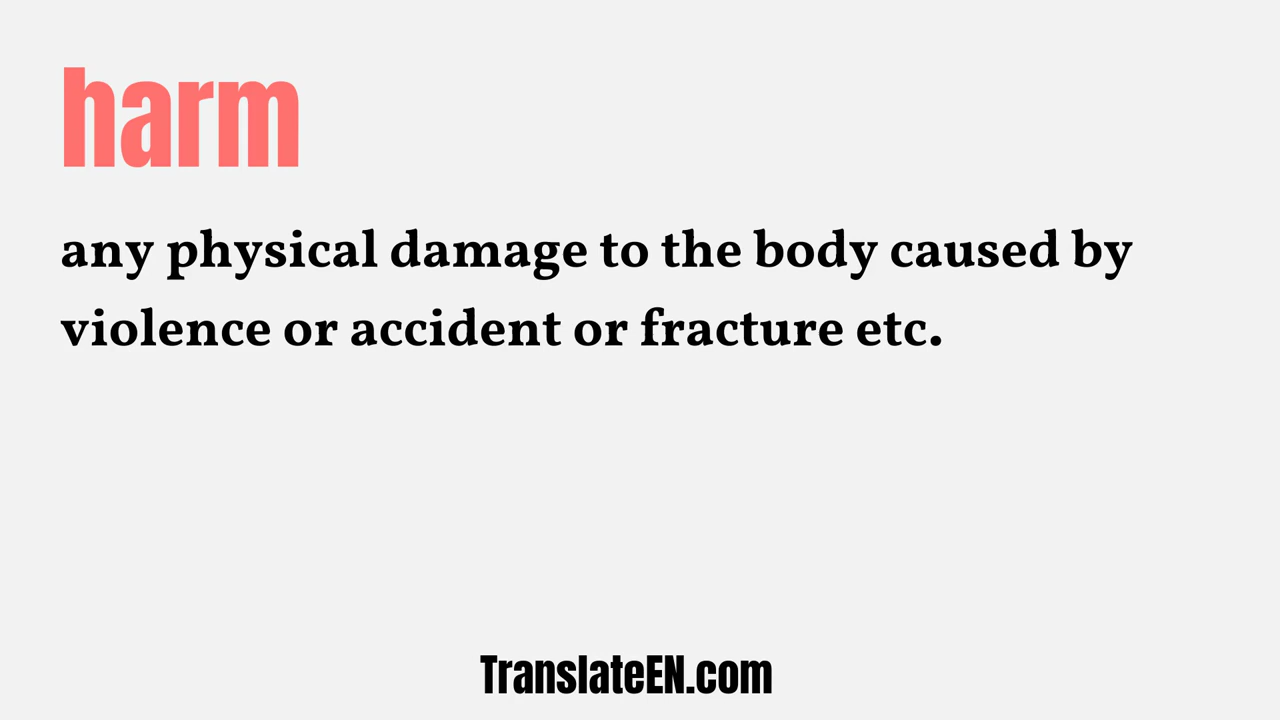 harm
any physical damage to the body caused by
violence or accident or fracture etc.
TranslateEN.com